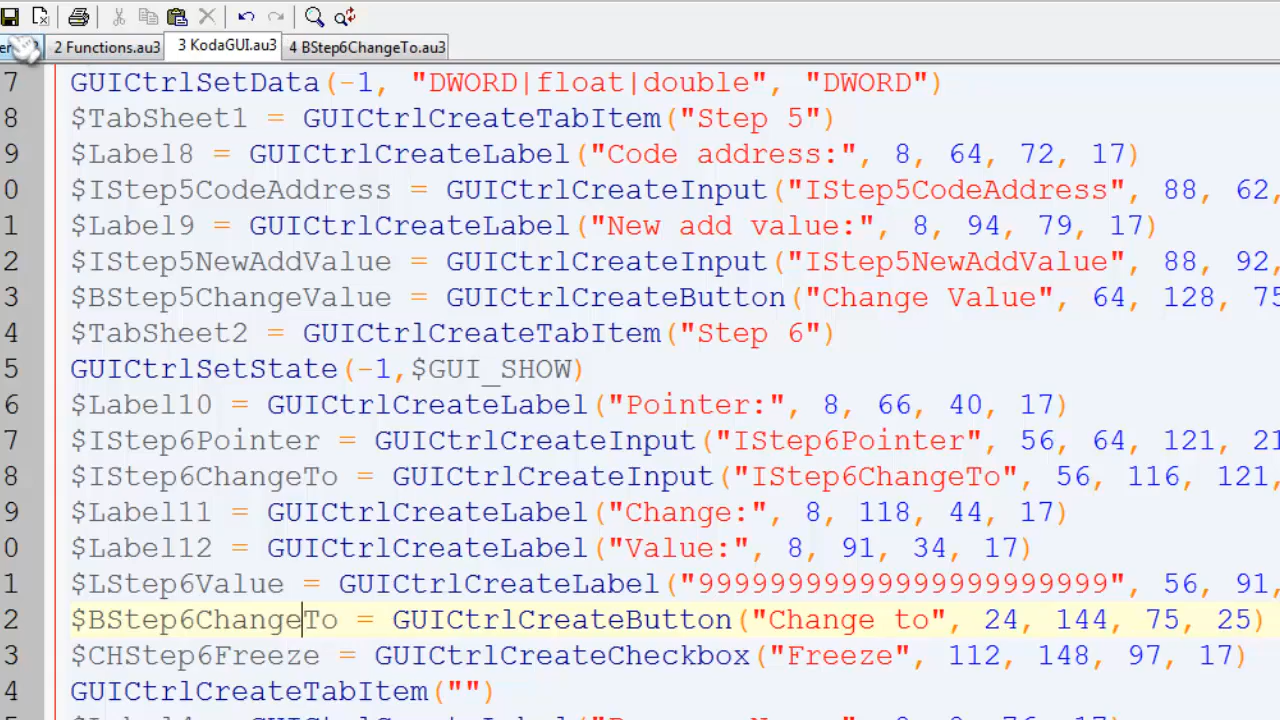 2 Functions.au3 3 KodaGUI.au3 4 BStep6ChangeTo.au3
7 GUICtrlSetData(-1, "DWORD|float|double", "DWORD")
8 $TabSheet1 = GUICtrlCreateTabItem("Step 5")
9 $Label8 = GUICtrlCreateLabel("Code address:", 8, 64, 72, 17)
0 $IStep5CodeAddress = GUICtrlCreateInput("IStep5CodeAddress", 88, 62,
1 $Label9 = GUICtrlCreateLabel("New add value:", 8, 94, 79, 17)
2 $IStep5NewAddValue = GUICtrlCreateInput("IStep5NewAddValue", 88, 92,
3 $BStep5ChangeValue = GUICtrlCreateButton("Change Value", 64, 128, 75
4 $TabSheet2 = GUICtrlCreateTabItem("Step 6")
5 GUICtrlSetState(-1,$GUI_SHOW)
6 $Label10 = GUICtrlCreateLabel("Pointer:", 8, 66, 40, 17)
7 $IStep6Pointer = GUICtrlCreateInput("IStep6Pointer", 56, 64, 121, 21
8 $IStep6ChangeTo = GUICtrlCreateInput("IStep6ChangeTo", 56, 116, 121,
9 $Label11 = GUICtrlCreateLabel("Change:", 8, 118, 44, 17)
0 $Label12 = GUICtrlCreateLabel("Value:", 8, 91, 34, 17)
1 $LStep6Value = GUICtrlCreateLabel("99999999999999999999999", 56, 91,
2 $BStep6ChangeTo = GUICtrlCreateButton("Change to", 24, 144, 75, 25)
3 $CHStep6Freeze = GUICtrlCreateCheckbox("Freeze", 112, 148, 97, 17)
4 GUICtrlCreateTabItem("")